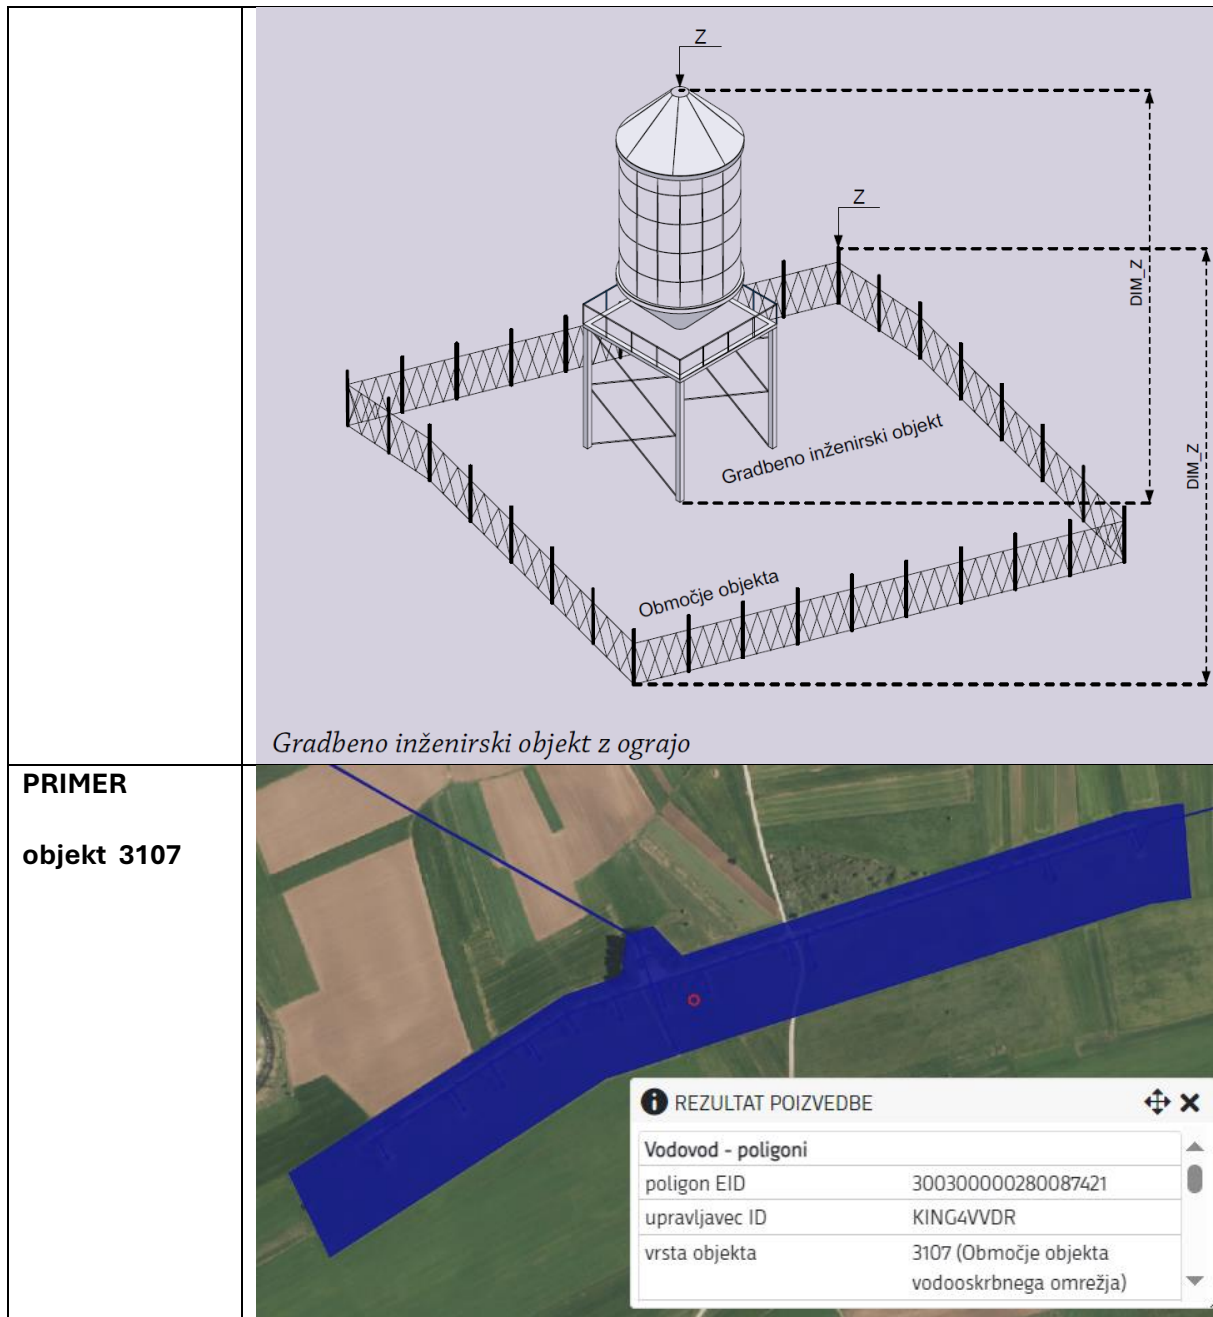 Z
Z
DIM_Z
DIM_Z
Gradbeno inženirski objekt
Območje objekta
Gradbeno inženirski objekt z ograjo
PRIMER
objekt 3107
REZULTAT POIZVEDBE
Vodovod - poligoni
poligon EID 300300000280087421
upravljavec ID KING4VVDR
vrsta objekta 3107 (Območje objekta
vodooskrbnega omrežja)